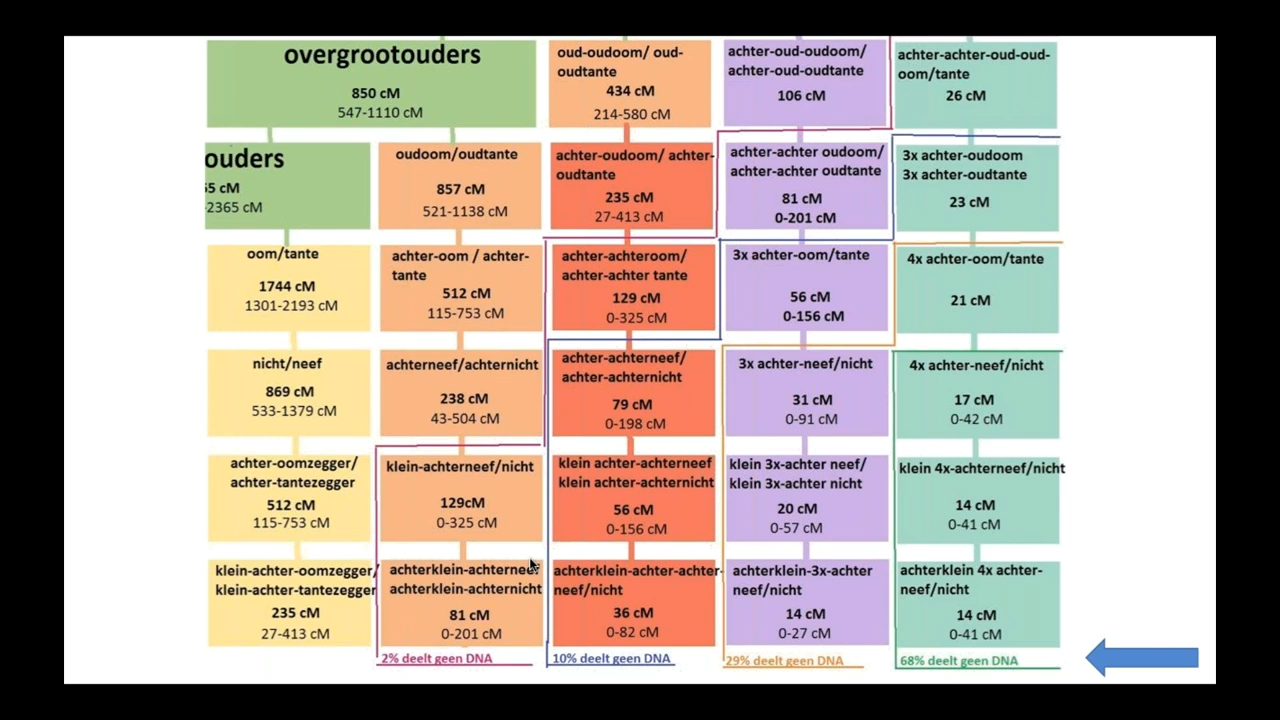 overgrootouders
850 cM
547-1110 cM
oud-oudoom/ oud-
oudtante
434 cM
214-580 cM
achter-oud-oudoom/
achter-oud-oudtante
106 cM
achter-achter-oud-oud-
oom/tante
26 cM
ouders
55 cM
-2365 cM
oudoom/oudtante
857 cM
521-1138 cM
achter-oudoom/ achter-
oudtante
235 cM
27-413 cM
achter-achter oudoom/
achter-achter oudtante
81 cM
0-201 cM
3x achter-oudoom
3x achter-oudtante
23 cM
oom/tante
1744 cM
1301-2193 cM
achter-oom / achter-
tante
512 cM
115-753 cM
achter-achteroom/
achter-achter tante
129 cM
0-325 cM
3x achter-oom/tante
56 cM
0-156 cM
4x achter-oom/tante
21 cM
nicht/neef
869 cM
533-1379 cM
achterneef/achternicht
238 cM
43-504 cM
achter-achterneef/
achter-achternicht
79 cM
0-198 cM
3x achter-neef/nicht
31 cM
0-91 cM
4x achter-neef/nicht
17 cM
0-42 cM
achter-oomzegger/
achter-tantezegger
512 cM
115-753 cM
klein-achterneef/nicht
129cM
0-325 cM
klein achter-achterneef
klein achter-achternicht
56 cM
0-156 cM
klein 3x-achter neef/
klein 3x-achter nicht
20 cM
0-57 cM
klein 4x-achterneef/nicht
14 cM
0-41 cM
klein-achter-oomzegger/
klein-achter-tantezegger
235 cM
27-413 cM
achterklein-achterneef
achterklein-achternicht
81 cM
0-201 cM
achterklein-achter-achter-
neef/nicht
36 cM
0-82 cM
achterklein-3x-achter
neef/nicht
14 cM
0-27 cM
achterklein 4x achter-
neef/nicht
14 cM
0-41 cM
2% deelt geen DNA
10% deelt geen DNA
29% deelt geen DNA
68% deelt geen DNA